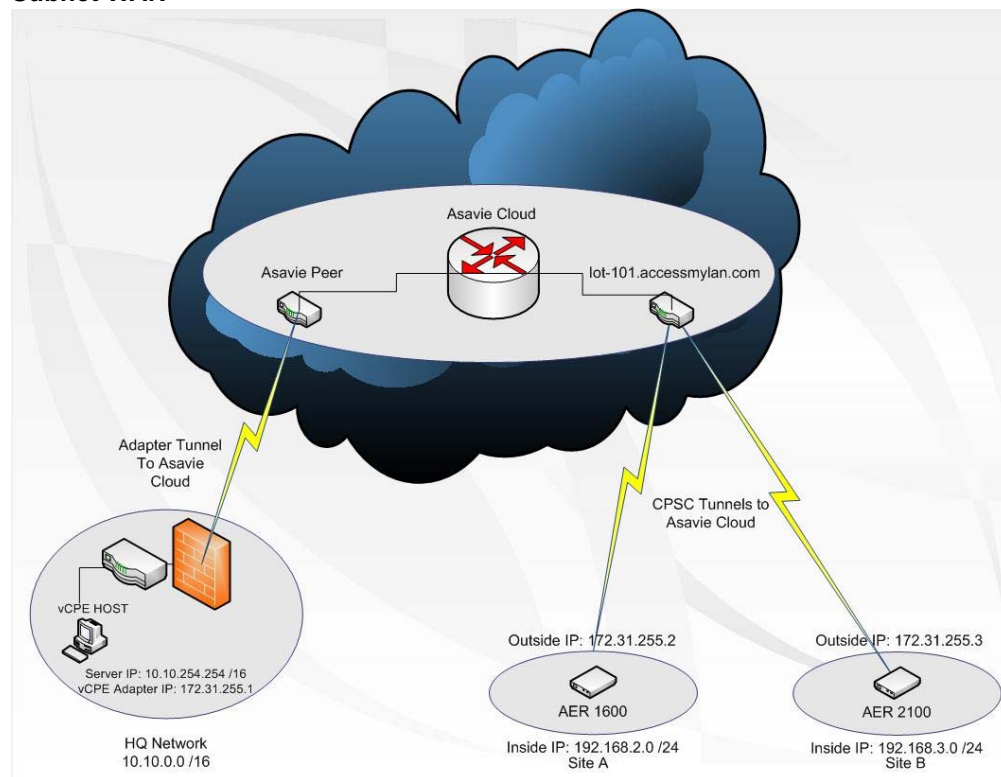 Asavie Cloud
Asavie Peer
Iot-101.accessmylan.com
Adapter Tunnel
To Asavie
Cloud
CPSC Tunnels to
Asavie Cloud
vCPE HOST
Server IP: 10.10.254.254 /16
vCPE Adapter IP: 172.31.255.1
HQ Network
10.10.0.0 /16
Outside IP: 172.31.255.2
AER 1600
Inside IP: 192.168.2.0 /24
Site A
Outside IP: 172.31.255.3
AER 2100
Inside IP: 192.168.3.0 /24
Site B